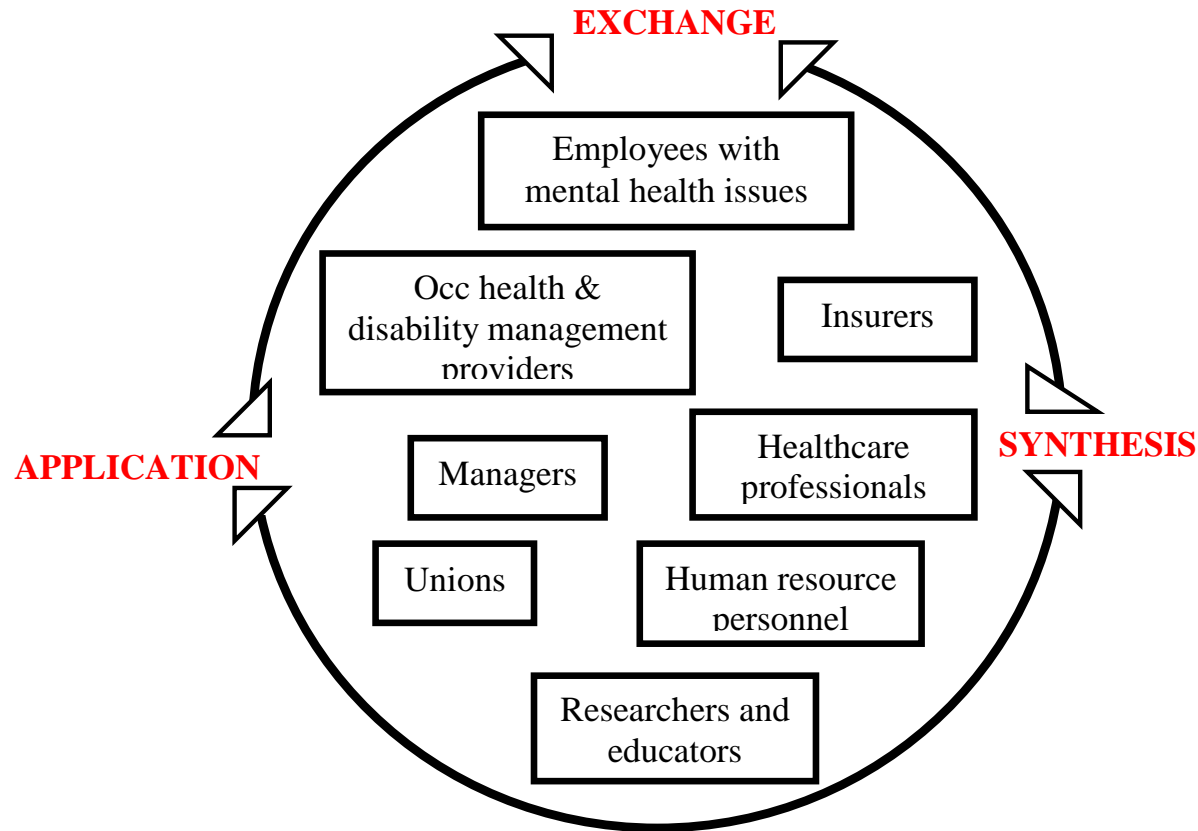 EXCHANGE
Employees with
mental health issues
Occ health &
disability management
providers
Insurers
APPLICATION
Managers
Healthcare
professionals
SYNTHESIS
Unions
Human resource
personnel
Researchers and
educators